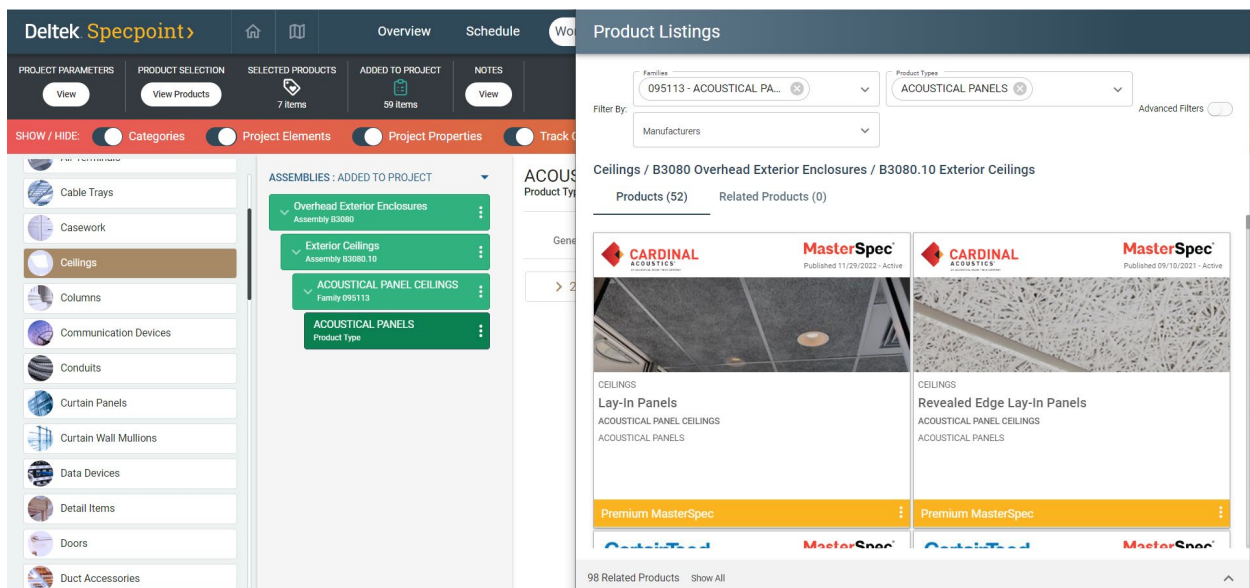 Deltek Specpoint›
Overview
Schedule
Product Listings
PROJECT PARAMETERS
View
PRODUCT SELECTION
View Products
SELECTED PRODUCTS
7 items
ADDED TO PROJECT
59 items
NOTES
View
SHOW / HIDE:
Categories
Project Elements
Project Properties
Track
Cable Trays
Casework
Ceilings
Columns
Communication Devices
Conduits
Curtain Panels
Curtain Wall Mullions
Data Devices
Detail Items
Doors
Duct Accessories
ASSEMBLIES : ADDED TO PROJECT
Overhead Exterior Enclosures
Assembly B3080
Exterior Ceilings
Assembly B3080.10
ACOUSTICAL PANEL CEILINGS
Family 095113
ACOUSTICAL PANELS
Product Type
Filter By:
Families
095113 - ACOUSTICAL PA...
Product Types
ACOUSTICAL PANELS
Manufacturers
Advanced Filters
Ceilings / B3080 Overhead Exterior Enclosures / B3080.10 Exterior Ceilings
Products (52)
Related Products (0)
CARDINAL
ACOUSTICS
MasterSpec
Published 11/29/2022 - Active
CEILINGS
Lay-In Panels
ACOUSTICAL PANEL CEILINGS
ACOUSTICAL PANELS
Premium MasterSpec
CARDINAL
ACOUSTICS
MasterSpec
Published 09/10/2021 - Active
CEILINGS
Revealed Edge Lay-In Panels
ACOUSTICAL PANEL CEILINGS
ACOUSTICAL PANELS
Premium MasterSpec
CertainTeed
MasterSpec
CertainTeed
MasterSpec
98 Related Products Show All